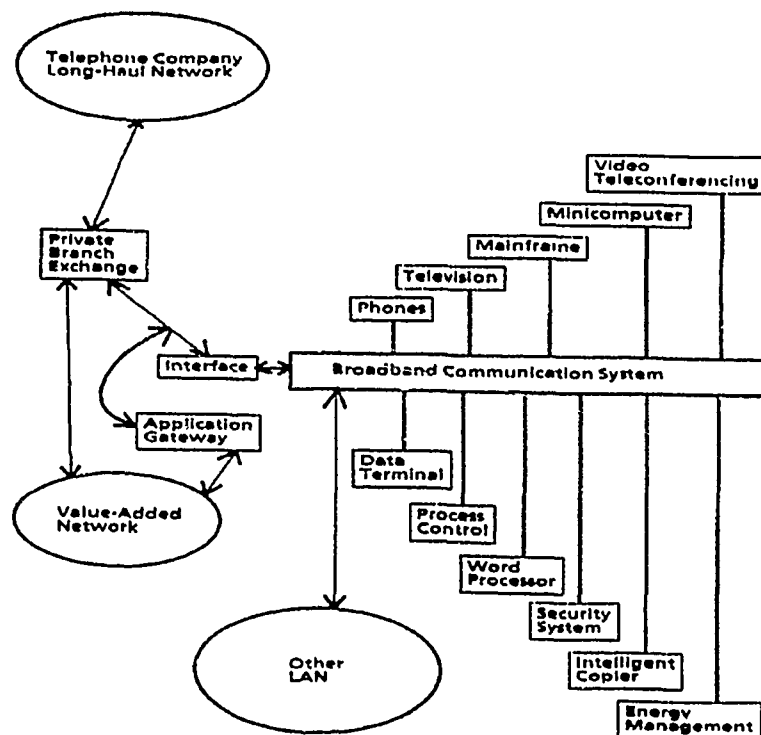 Telephone Company
Long-Haul Network
Video
Teleconferencing
Minicomputer
Private
Branch
Exchange
Mainframe
Television
Phones
Interface
Broadband Communication System
Application
Gateway
Data
Terminal
Value-Added
Network
Process
Control
Word
Processor
Security
System
Other
LAN
Intelligent
Copier
Energy
Management